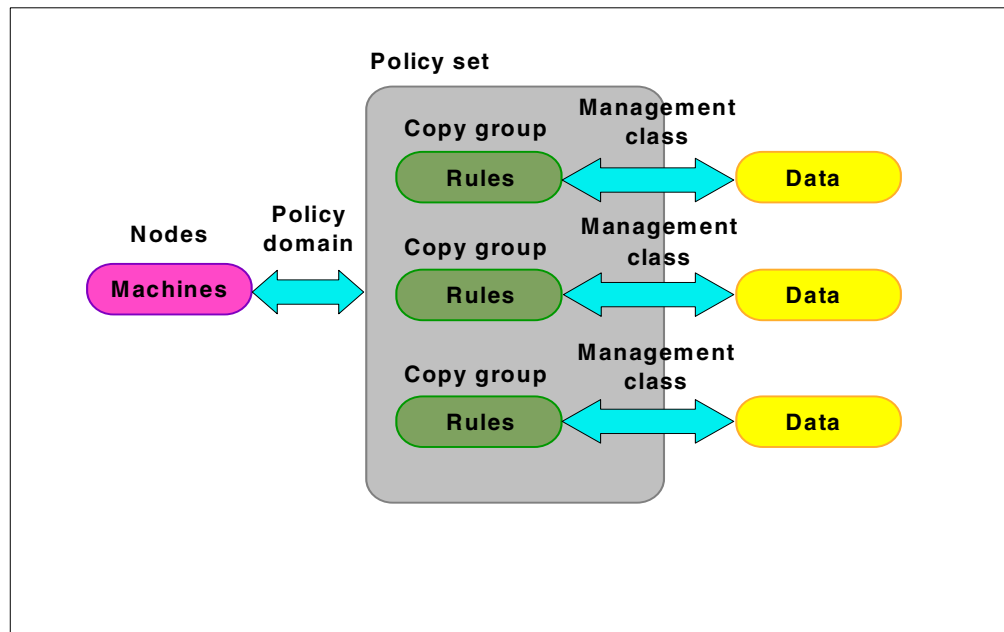 Policy set
Management
class
Copy group
Rules
Data
Nodes
Machines
Policy
domain
Management
class
Copy group
Rules
Data
Management
class
Copy group
Rules
Data